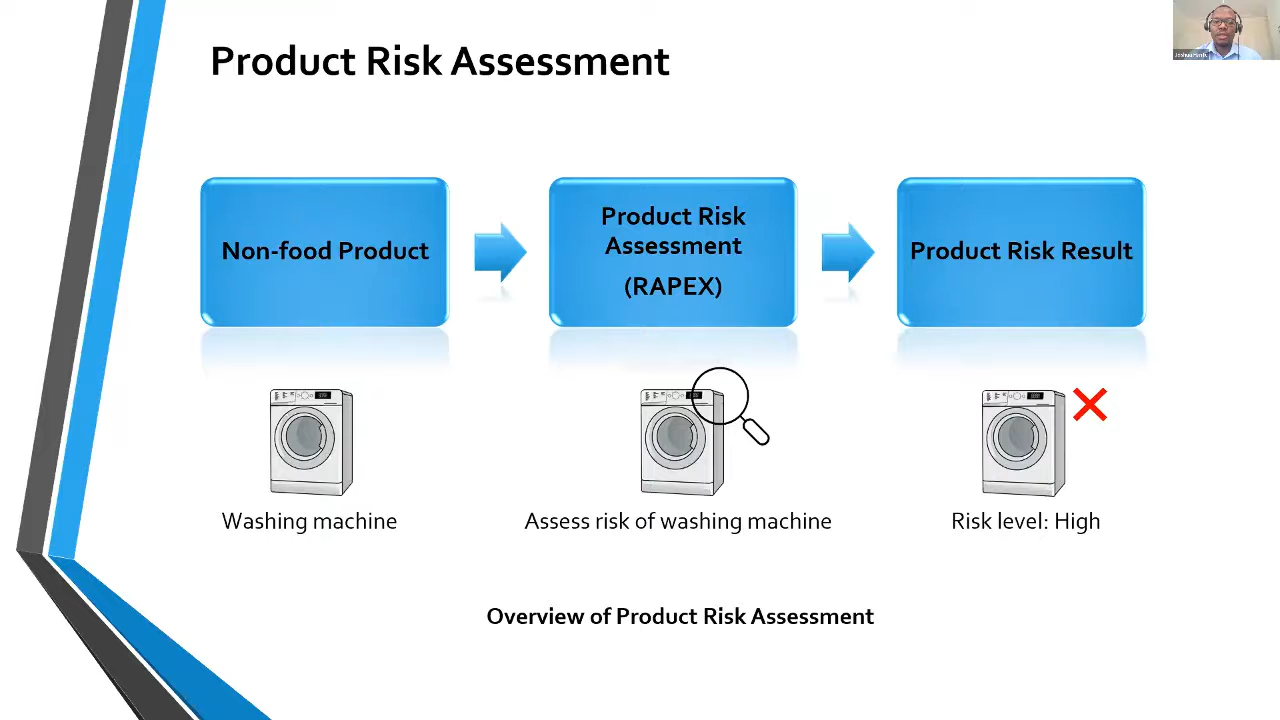 Product Risk Assessment
Non-food Product
Product Risk
Assessment
(RAPEX)
Product Risk Result
Washing machine
Assess risk of washing machine
Risk level: High
Overview of Product Risk Assessment